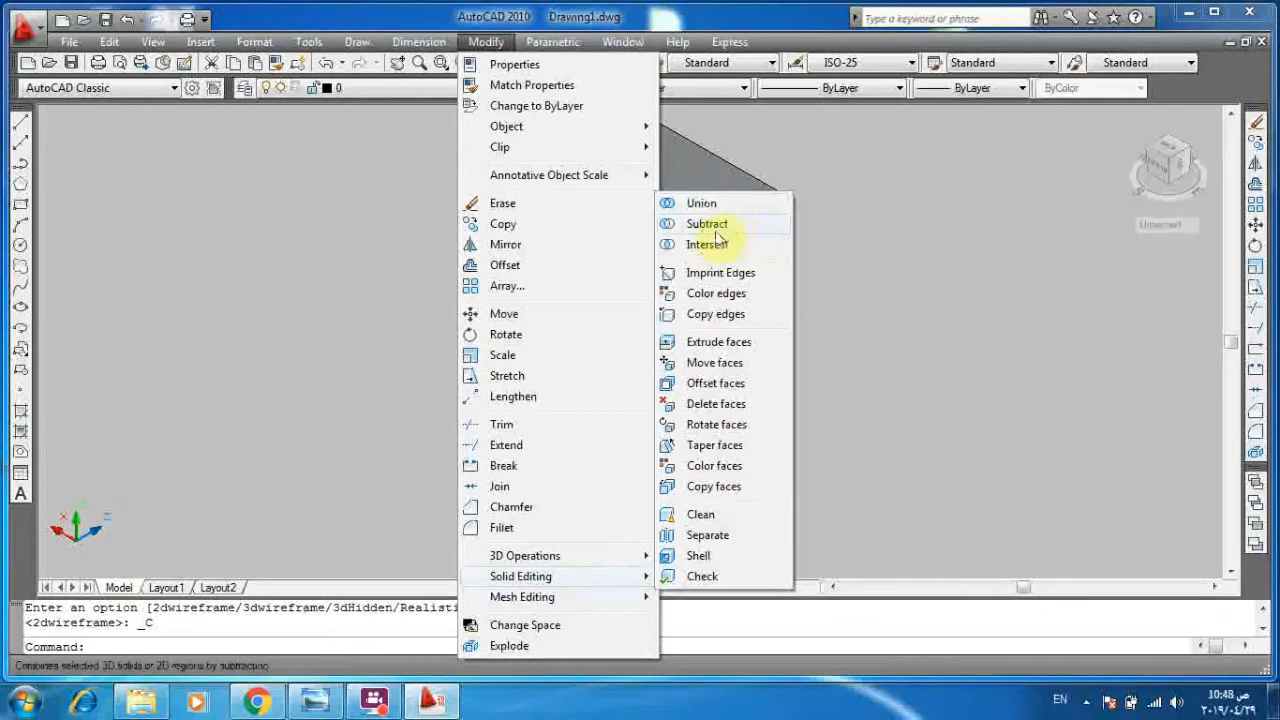 AutoCAD 2010 Drawing1.dwg
Type a keyword or phrase
File Edit View Insert Format Tools Draw Dimension Modify Parametric Window Help Express
Standard ISO-25 Standard Standard
AutoCAD Classic 0 ByLayer ByLayer ByColor
Properties
Match Properties
Change to ByLayer
Object
Clip
Annotative Object Scale
Erase
Copy
Mirror
Offset
Array...
Move
Rotate
Scale
Stretch
Lengthen
Trim
Extend
Break
Join
Chamfer
Fillet
3D Operations
Solid Editing
Mesh Editing
Change Space
Explode
Union
Subtract
Intersect
Imprint Edges
Color edges
Copy edges
Extrude faces
Move faces
Offset faces
Delete faces
Rotate faces
Taper faces
Color faces
Copy faces
Clean
Separate
Shell
Check
Unnamed
A
X
Z
Model Layout1 Layout2
Enter an option [2dwireframe/3dwireframe/3dHidden/Realisti
<2dwireframe>: _C
Command:
Combines selected 3D solids or 2D regions by subtracting
EN
10:48 ص
٢٠١٩/٠٤/٢٩